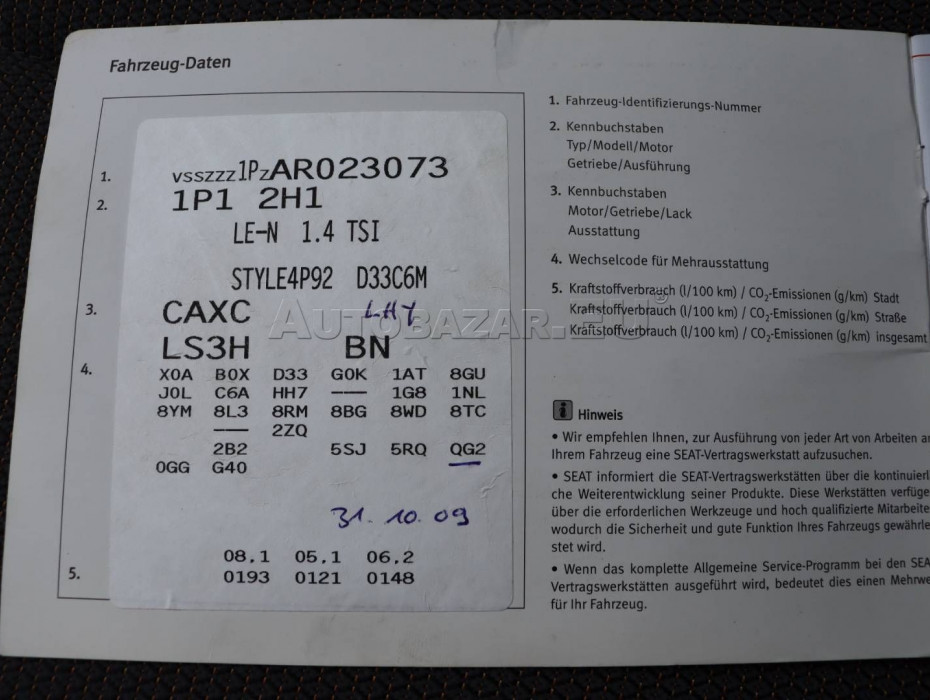 Fahrzeug-Daten
1. vsszzz1PzAR023073
2. 1P1 2H1
LE-N 1.4 TSI
STYLE4P92 D33C6M
3. CAXC LHY
LS3H BN
4. X0A B0X D33 G0K 1AT 8GU
J0L C6A HH7 —— 1G8 1NL
8YM 8L3 8RM 8BG 8WD 8TC
—— 2ZQ
2B2 5SJ 5RQ QG2
0GG G40
31.10.09
08,1 05,1 06,2
5. 0193 0121 0148
1. Fahrzeug-Identifizierungs-Nummer
2. Kennbuchstaben
Typ/Modell/Motor
Getriebe/Ausführung
3. Kennbuchstaben
Motor/Getriebe/Lack
Ausstattung
4. Wechselcode für Mehrausstattung
5. Kraftstoffverbrauch (l/100 km) / CO₂-Emissionen (g/km) Stadt
Kraftstoffverbrauch (l/100 km) / CO₂-Emissionen (g/km) Straße
Kraftstoffverbrauch (l/100 km) / CO₂-Emissionen (g/km) insgesamt
AUTOBAZAR.EU®
i Hinweis
• Wir empfehlen Ihnen, zur Ausführung von jeder Art von Arbeiten an
Ihrem Fahrzeug eine SEAT-Vertragswerkstatt aufzusuchen.
• SEAT informiert die SEAT-Vertragswerkstätten über die kontinuierl
che Weiterentwicklung seiner Produkte. Diese Werkstätten verfüge
über die erforderlichen Werkzeuge und hoch qualifizierte Mitarbeite
wodurch die Sicherheit und gute Funktion Ihres Fahrzeugs gewährle
stet wird.
• Wenn das komplette Allgemeine Service-Programm bei den SEA
Vertragswerkstätten ausgeführt wird, bedeutet dies einen Mehrwe
für Ihr Fahrzeug.